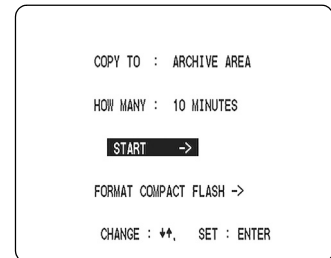 COPY TO : ARCHIVE AREA
HOW MANY : 10 MINUTES
START ->
FORMAT COMPACT FLASH ->
CHANGE : ↓↑, SET : ENTER